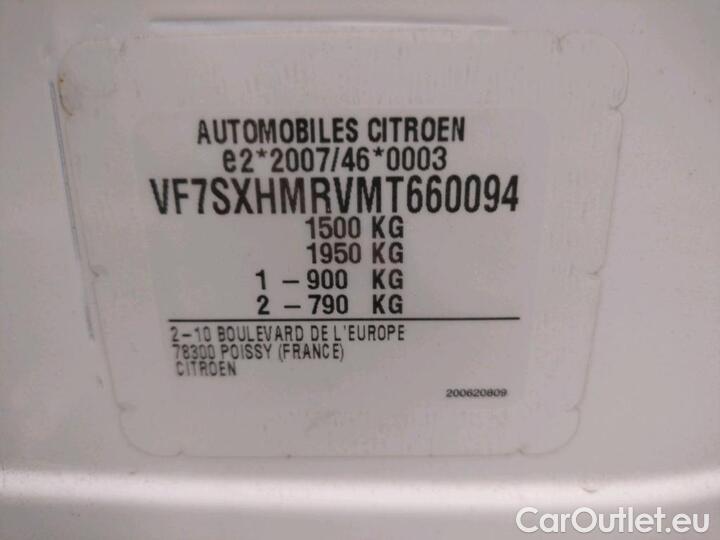 AUTOMOBILES CITROEN
e2*2007/46*0003
VF7SXHMRVMT660094
1500 KG
1950 KG
1 - 900 KG
2 - 790 KG
2-10 BOULEVARD DE L'EUROPE
78300 POISSY (FRANCE)
CITROEN
200620809
CarOutlet.eu